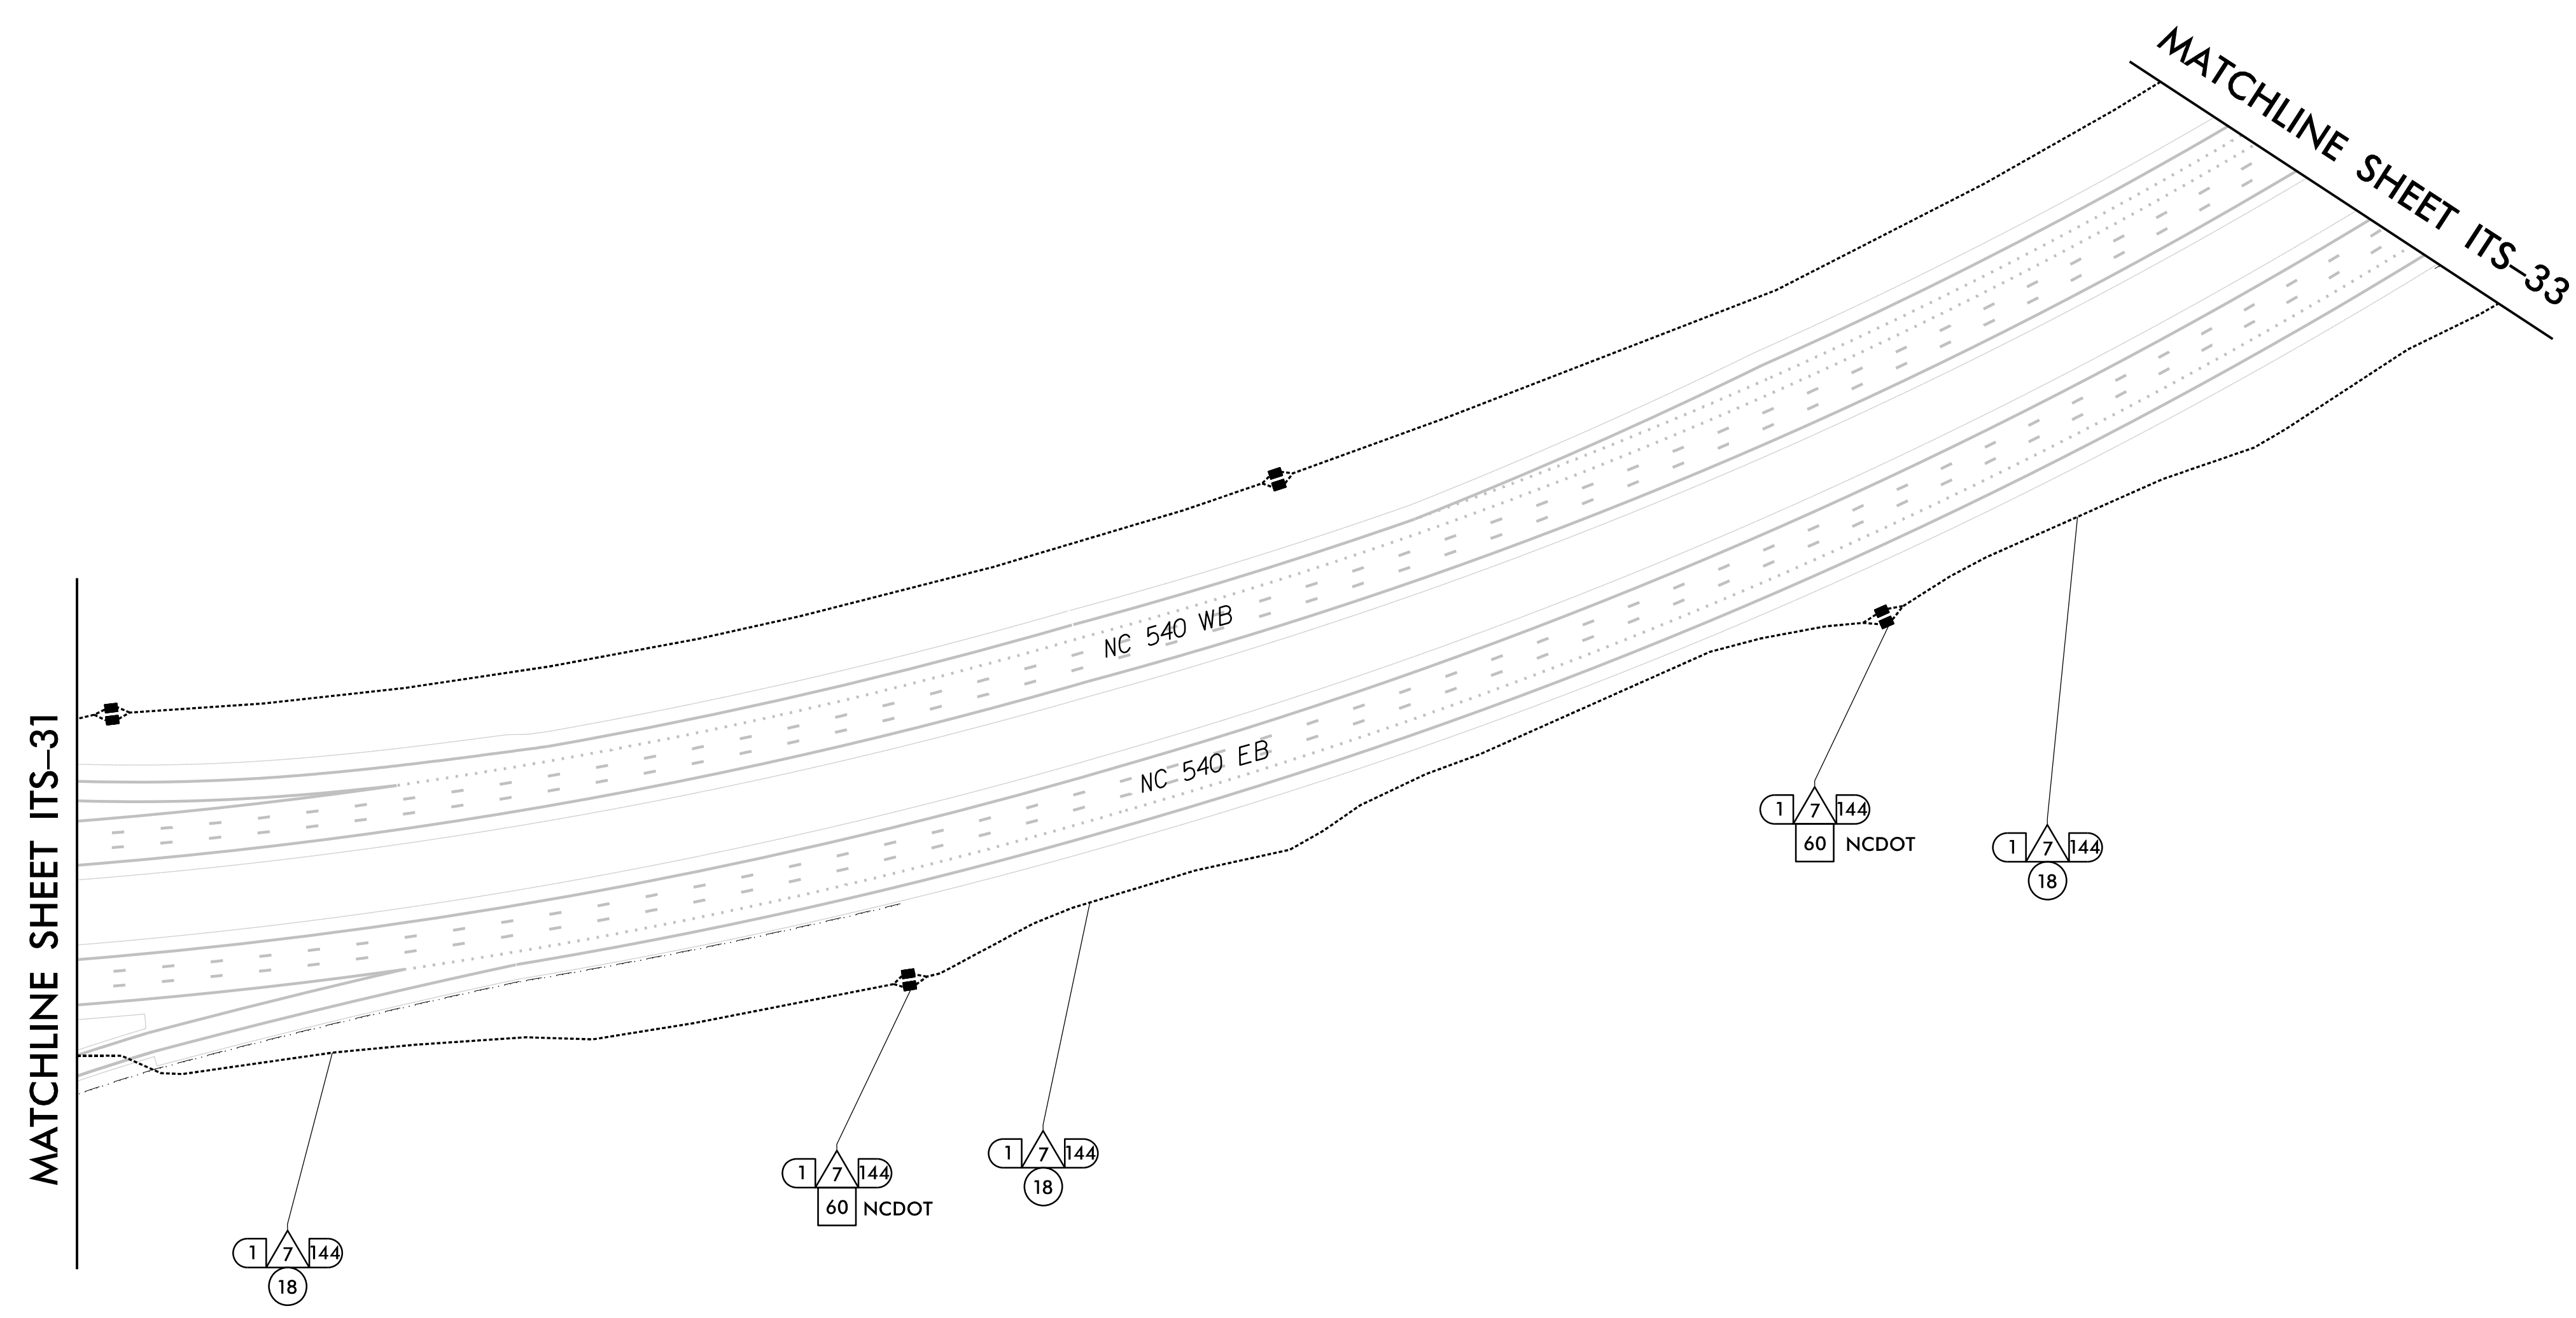 MATCHLINE SHEET ITS-33
MATCHLINE SHEET ITS-31
NC 540 WB
NC 540 EB
1 7 144
60 NCDOT
1 7 144
18
1 7 144
60 NCDOT
1 7 144
18
1 7 144
18